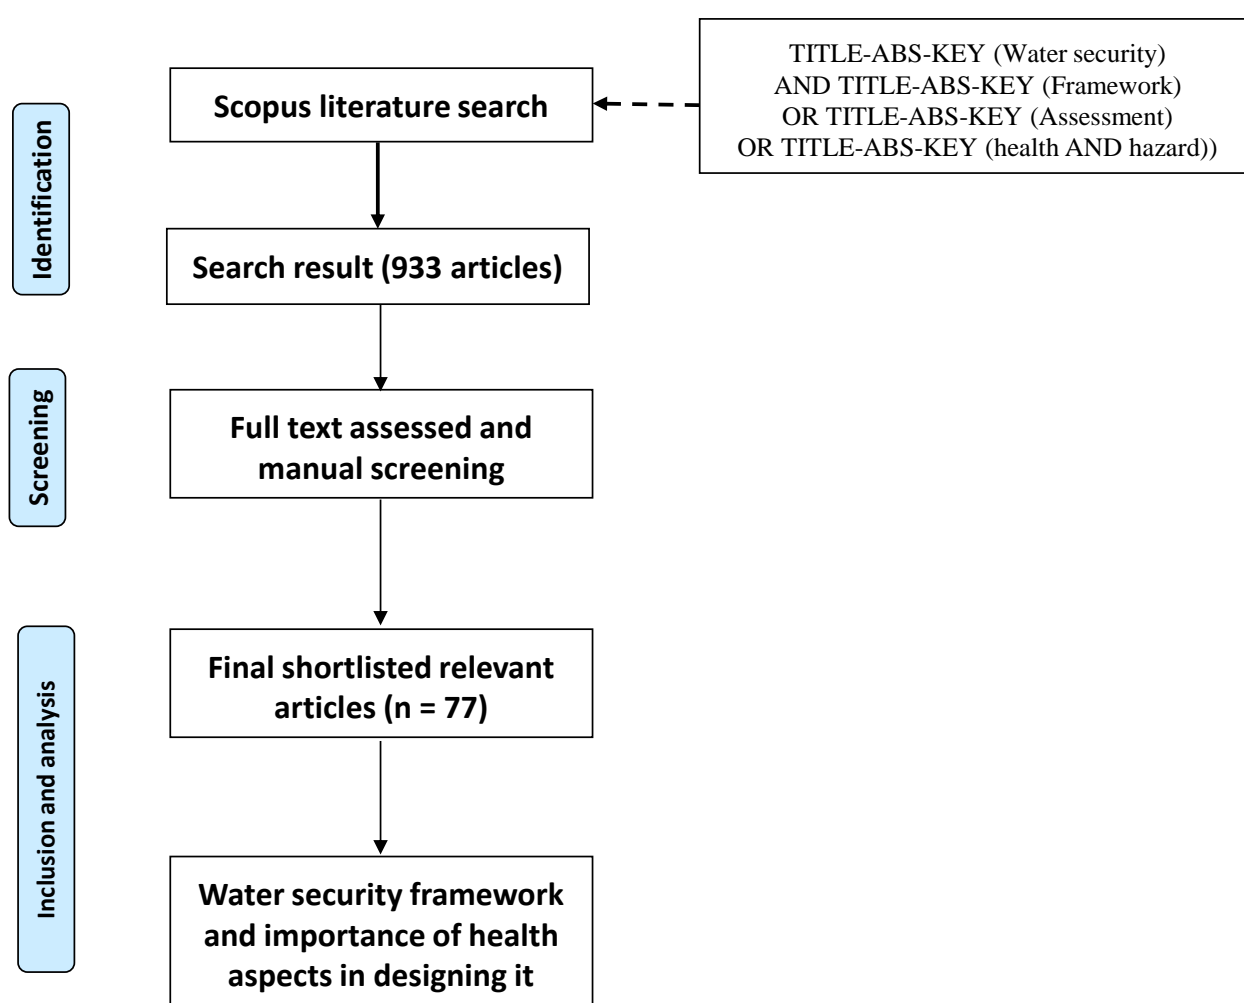 TITLE-ABS-KEY (Water security)
AND TITLE-ABS-KEY (Framework)
OR TITLE-ABS-KEY (Assessment)
OR TITLE-ABS-KEY (health AND hazard))
Scopus literature search
Identification
Search result (933 articles)
Screening
Full text assessed and
manual screening
Inclusion and analysis
Final shortlisted relevant
articles (n = 77)
Water security framework
and importance of health
aspects in designing it